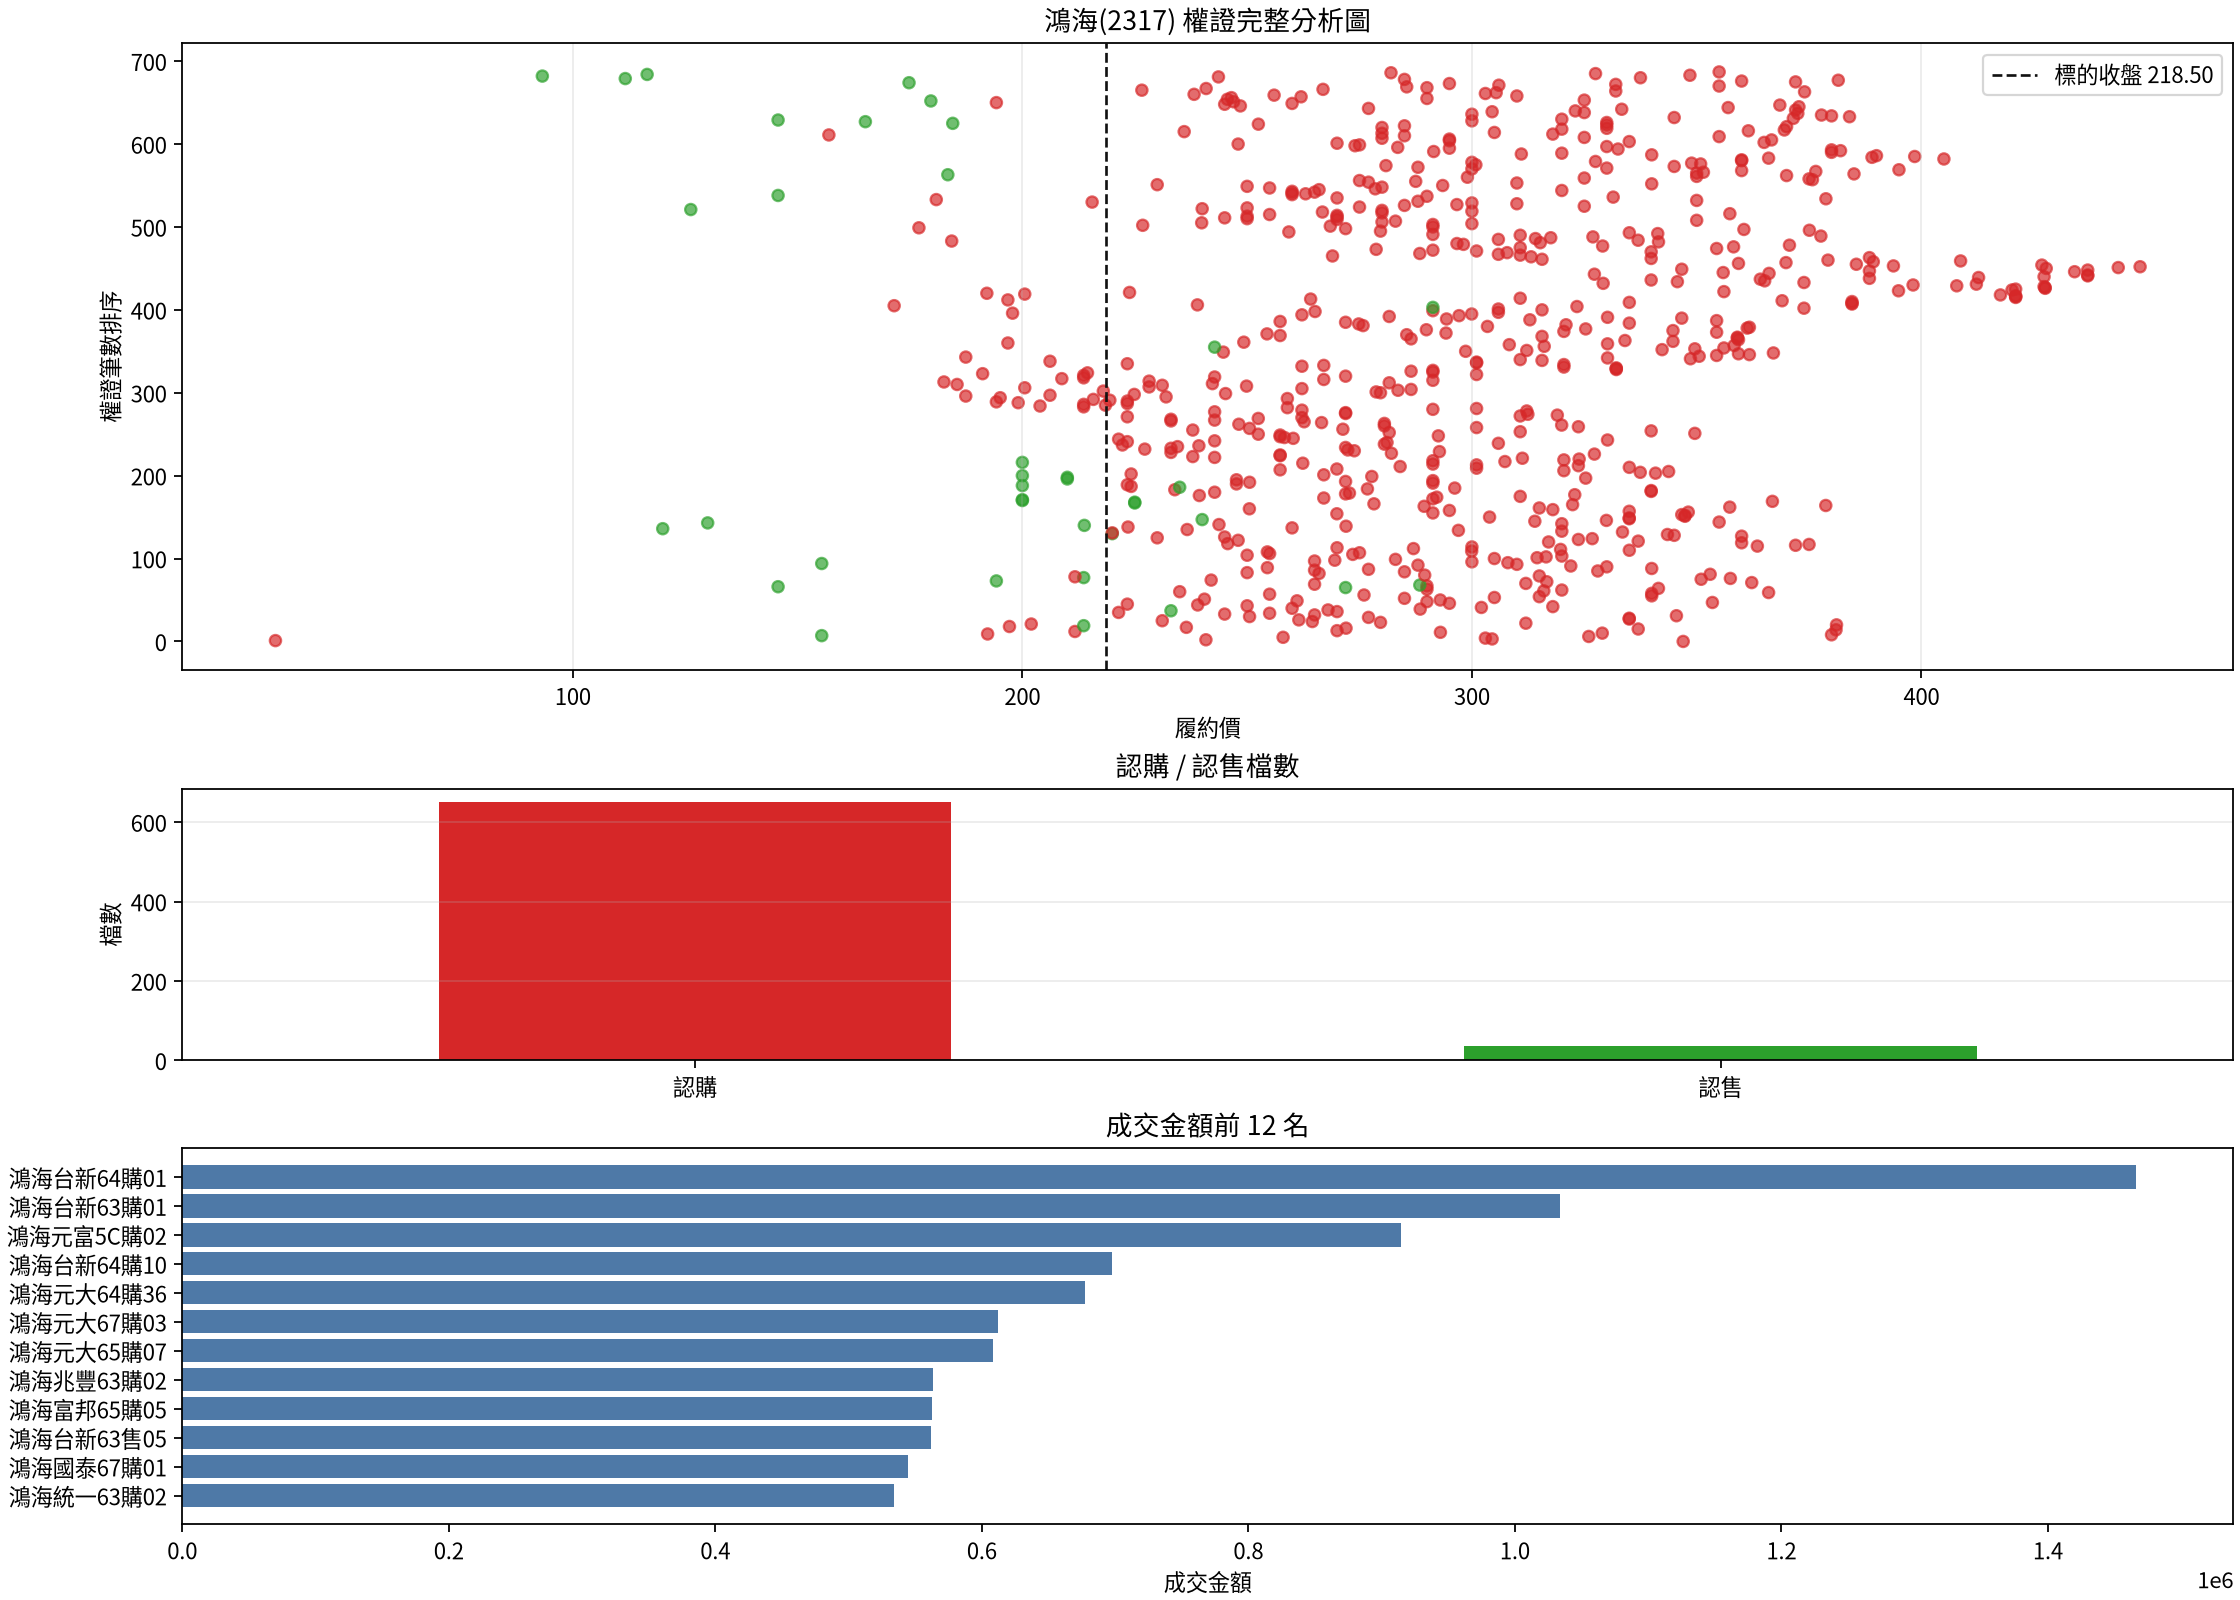 鴻海(2317) 權證完整分析圖
標的收盤 218.50
權證筆數排序
700
600
500
400
300
200
100
0
100 200 300 400
履約價
認購 / 認售檔數
檔數
600
400
200
0
認購 認售
成交金額前 12 名
鴻海台新64購01
鴻海台新63購01
鴻海元富5C購02
鴻海台新64購10
鴻海元大64購36
鴻海元大67購03
鴻海元大65購07
鴻海兆豐63購02
鴻海富邦65購05
鴻海台新63售05
鴻海國泰67購01
鴻海統一63購02
0.0 0.2 0.4 0.6 0.8 1.0 1.2 1.4
成交金額
1e6